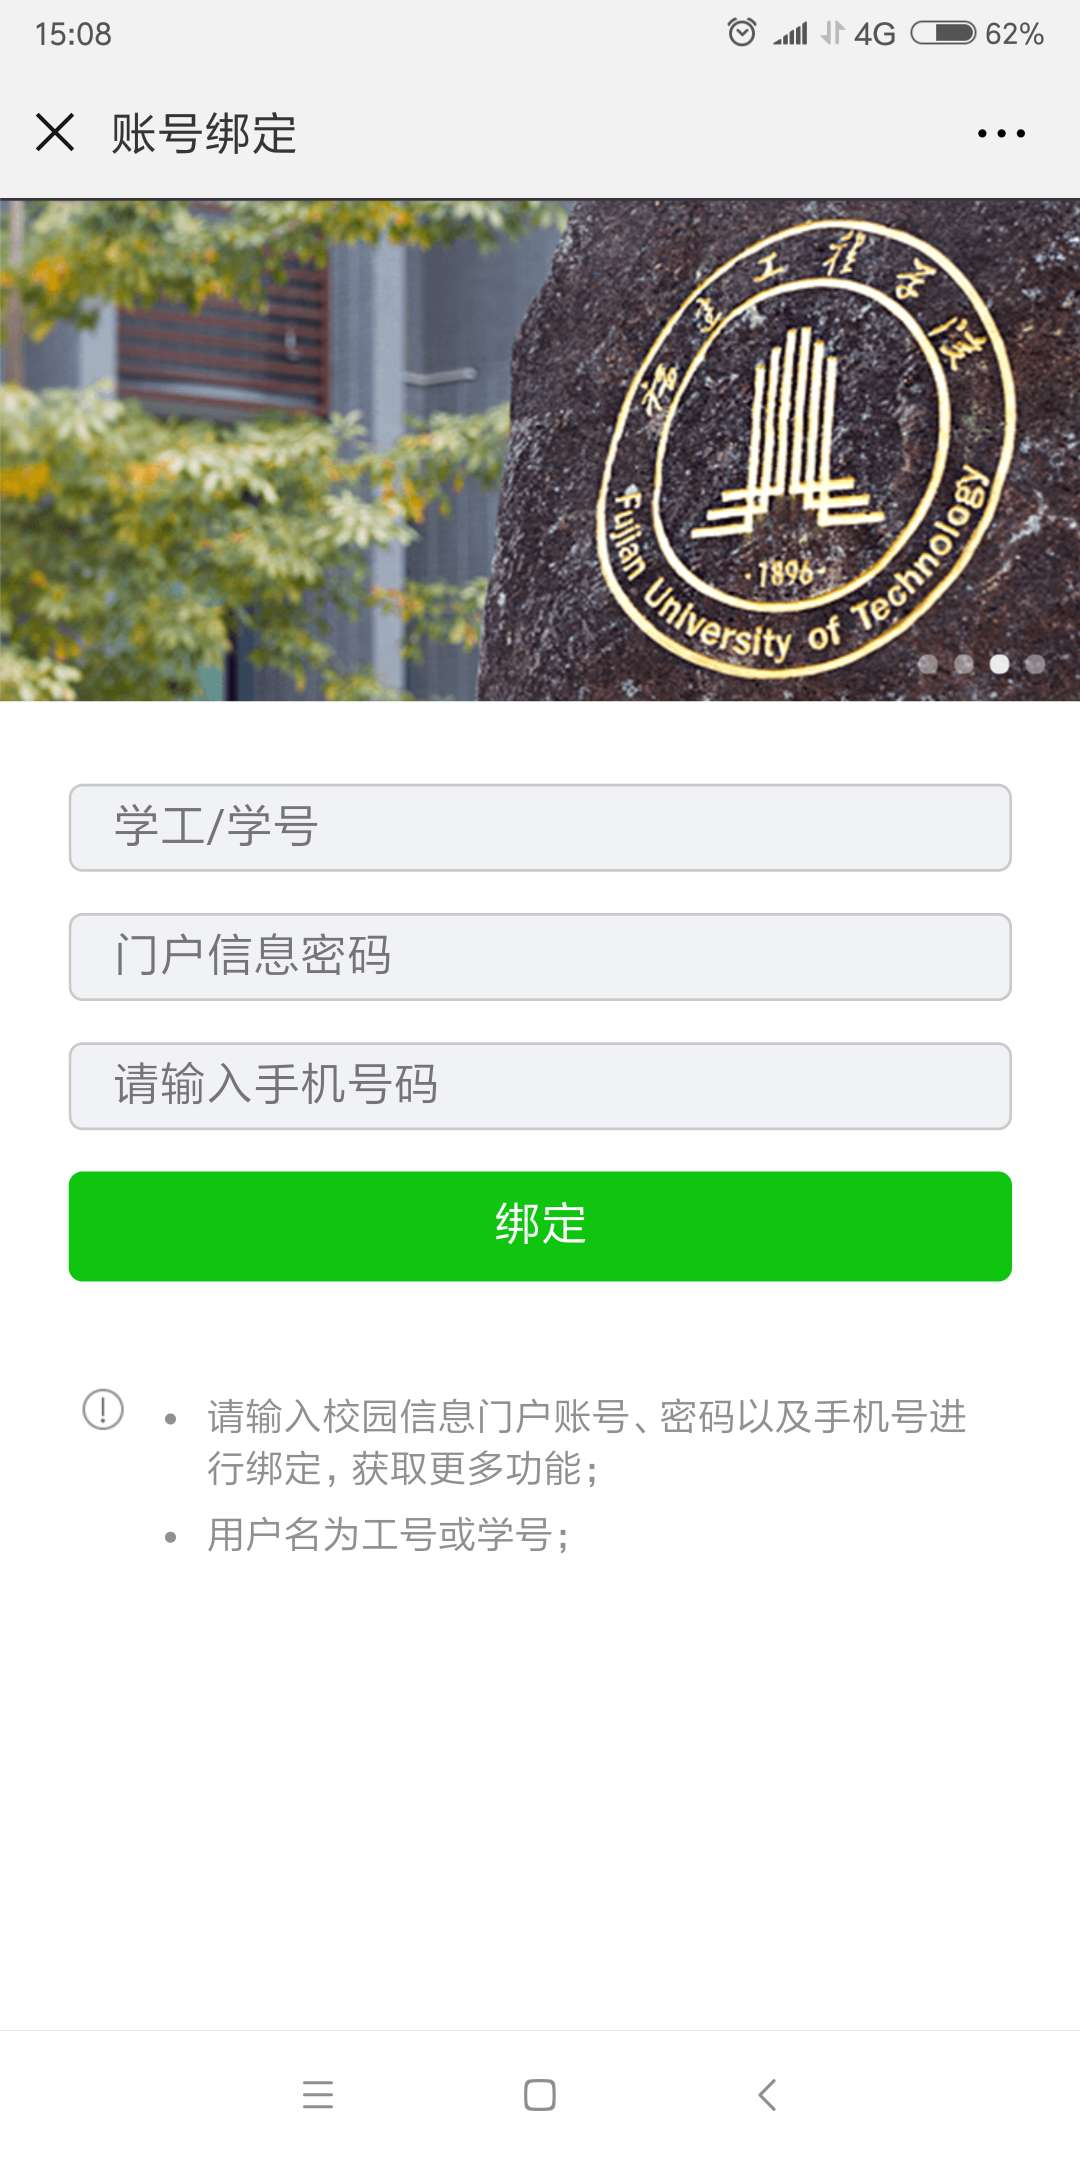 15:08
4G 62%
账号绑定
福建工程学院
·1896·
Fujian University of Technology
学工/学号
门户信息密码
请输入手机号码
绑定
请输入校园信息门户账号、密码以及手机号进
行绑定，获取更多功能；
用户名为工号或学号；